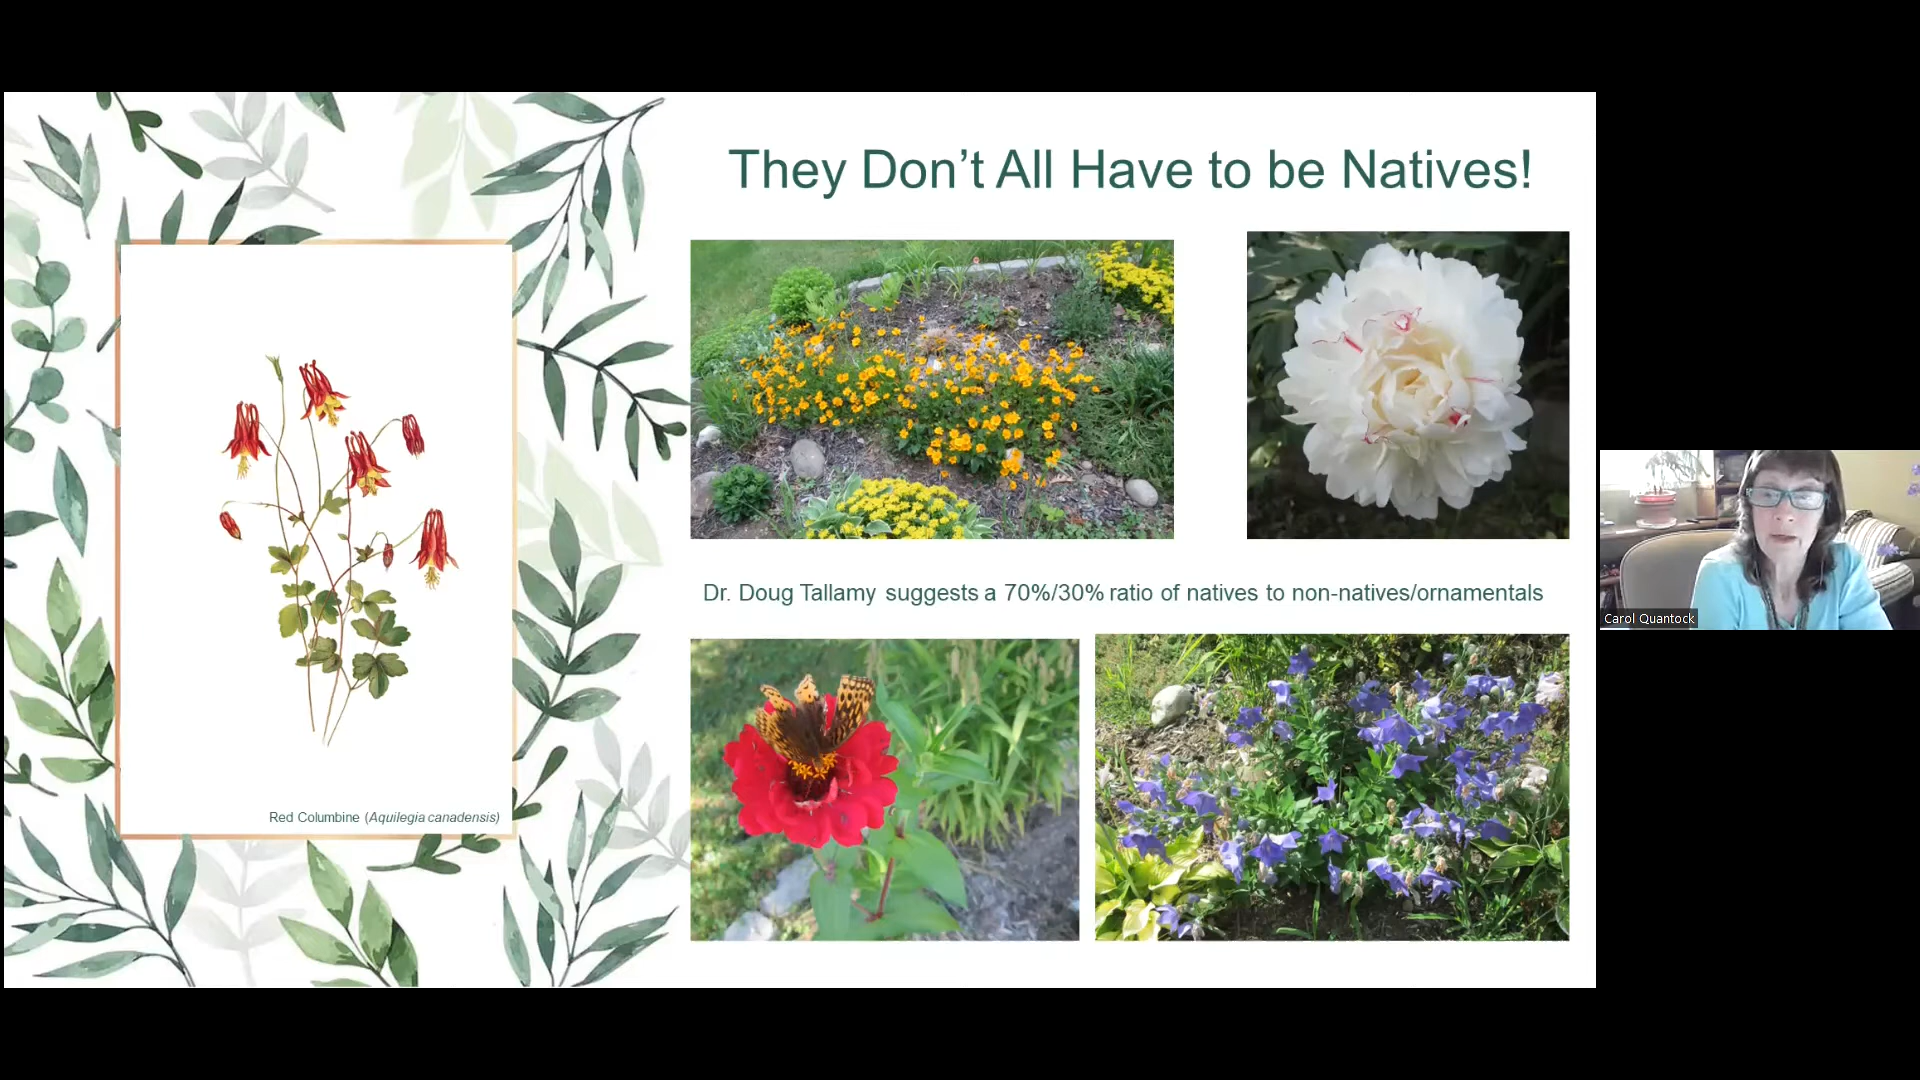 They Don’t All Have to be Natives!
Dr. Doug Tallamy suggests a 70%/30% ratio of natives to non-natives/ornamentals
Red Columbine (Aquilegia canadensis)
Carol Quantock